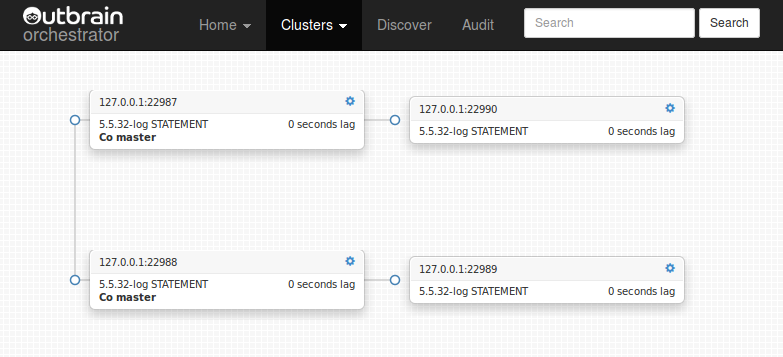 Outbrain
orchestrator
Home Clusters Discover Audit Search Search
127.0.0.1:22987
5.5.32-log STATEMENT 0 seconds lag
Co master
127.0.0.1:22990
5.5.32-log STATEMENT 0 seconds lag
127.0.0.1:22988
5.5.32-log STATEMENT 0 seconds lag
Co master
127.0.0.1:22989
5.5.32-log STATEMENT 0 seconds lag